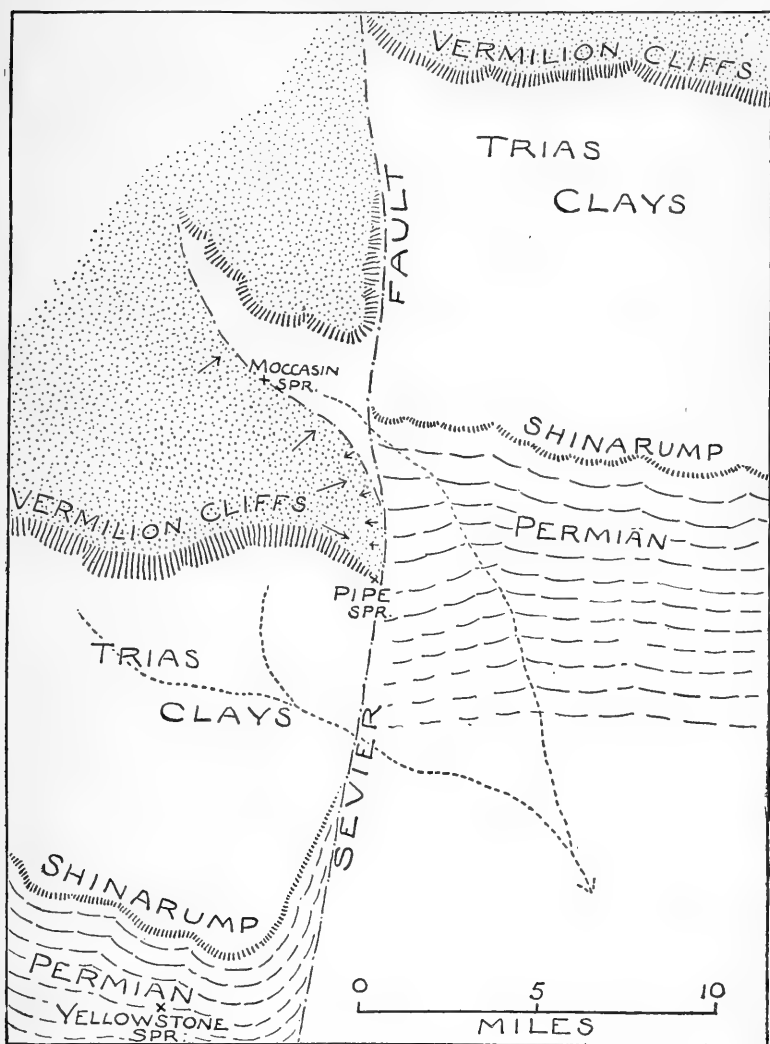 VERMILION CLIFFS
TRIAS
CLAYS
FAULT
MOCCASIN
SPR.
SHINARUMP
VERMILION CLIFFS
PERMIAN
PIPE
SPR.
TRIAS
CLAYS
SEVIER
SHINARUMP
PERMIAN
YELLOWSTONE
SPR.
0 5 10
MILES